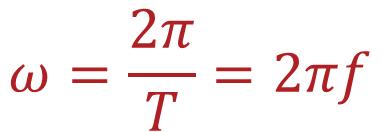 ω = 2π/T = 2πf